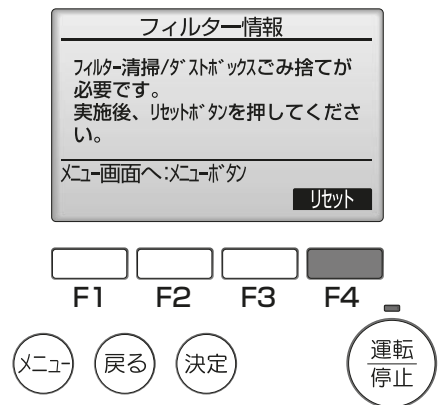 フィルター情報
フィルター清掃/ダストボックスごみ捨てが
必要です。
実施後、リセットボタンを押してくださ
い。
メニュー画面へ:メニューボタン
リセット
F1 F2 F3 F4
メニュー 戻る 決定 運転
停止